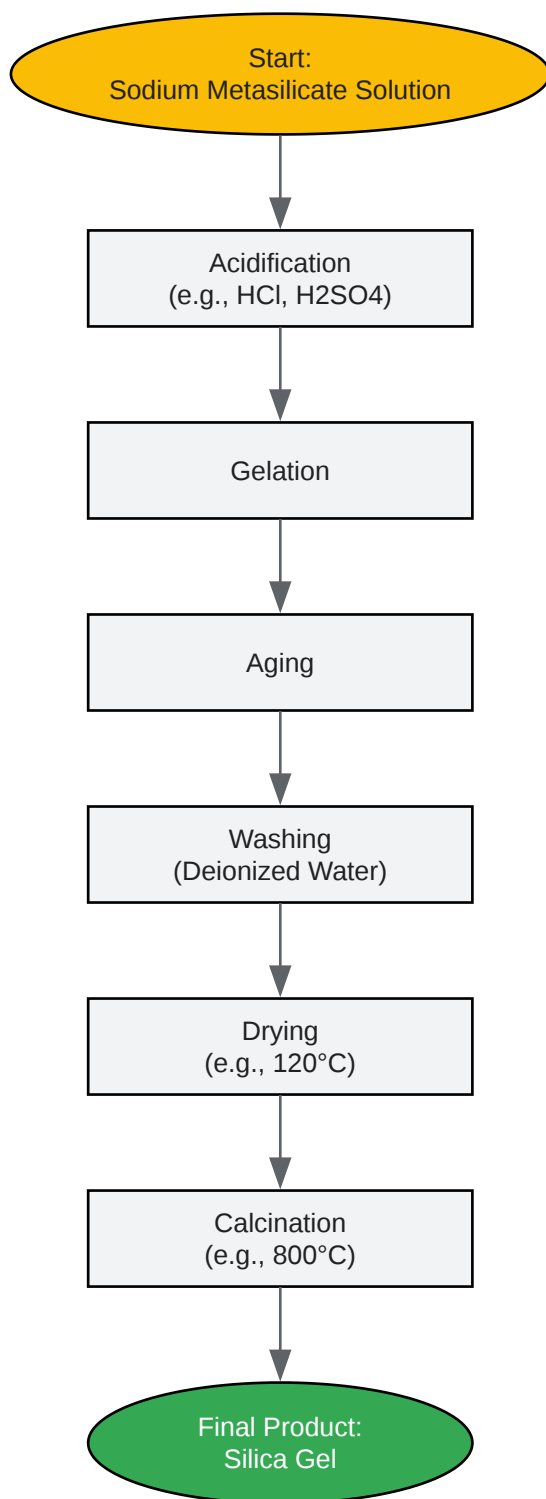 Start:
Sodium Metasilicate Solution
Acidification
(e.g., HCl, H2SO4)
Gelation
Aging
Washing
(Deionized Water)
Drying
(e.g., 120°C)
Calcination
(e.g., 800°C)
Final Product:
Silica Gel